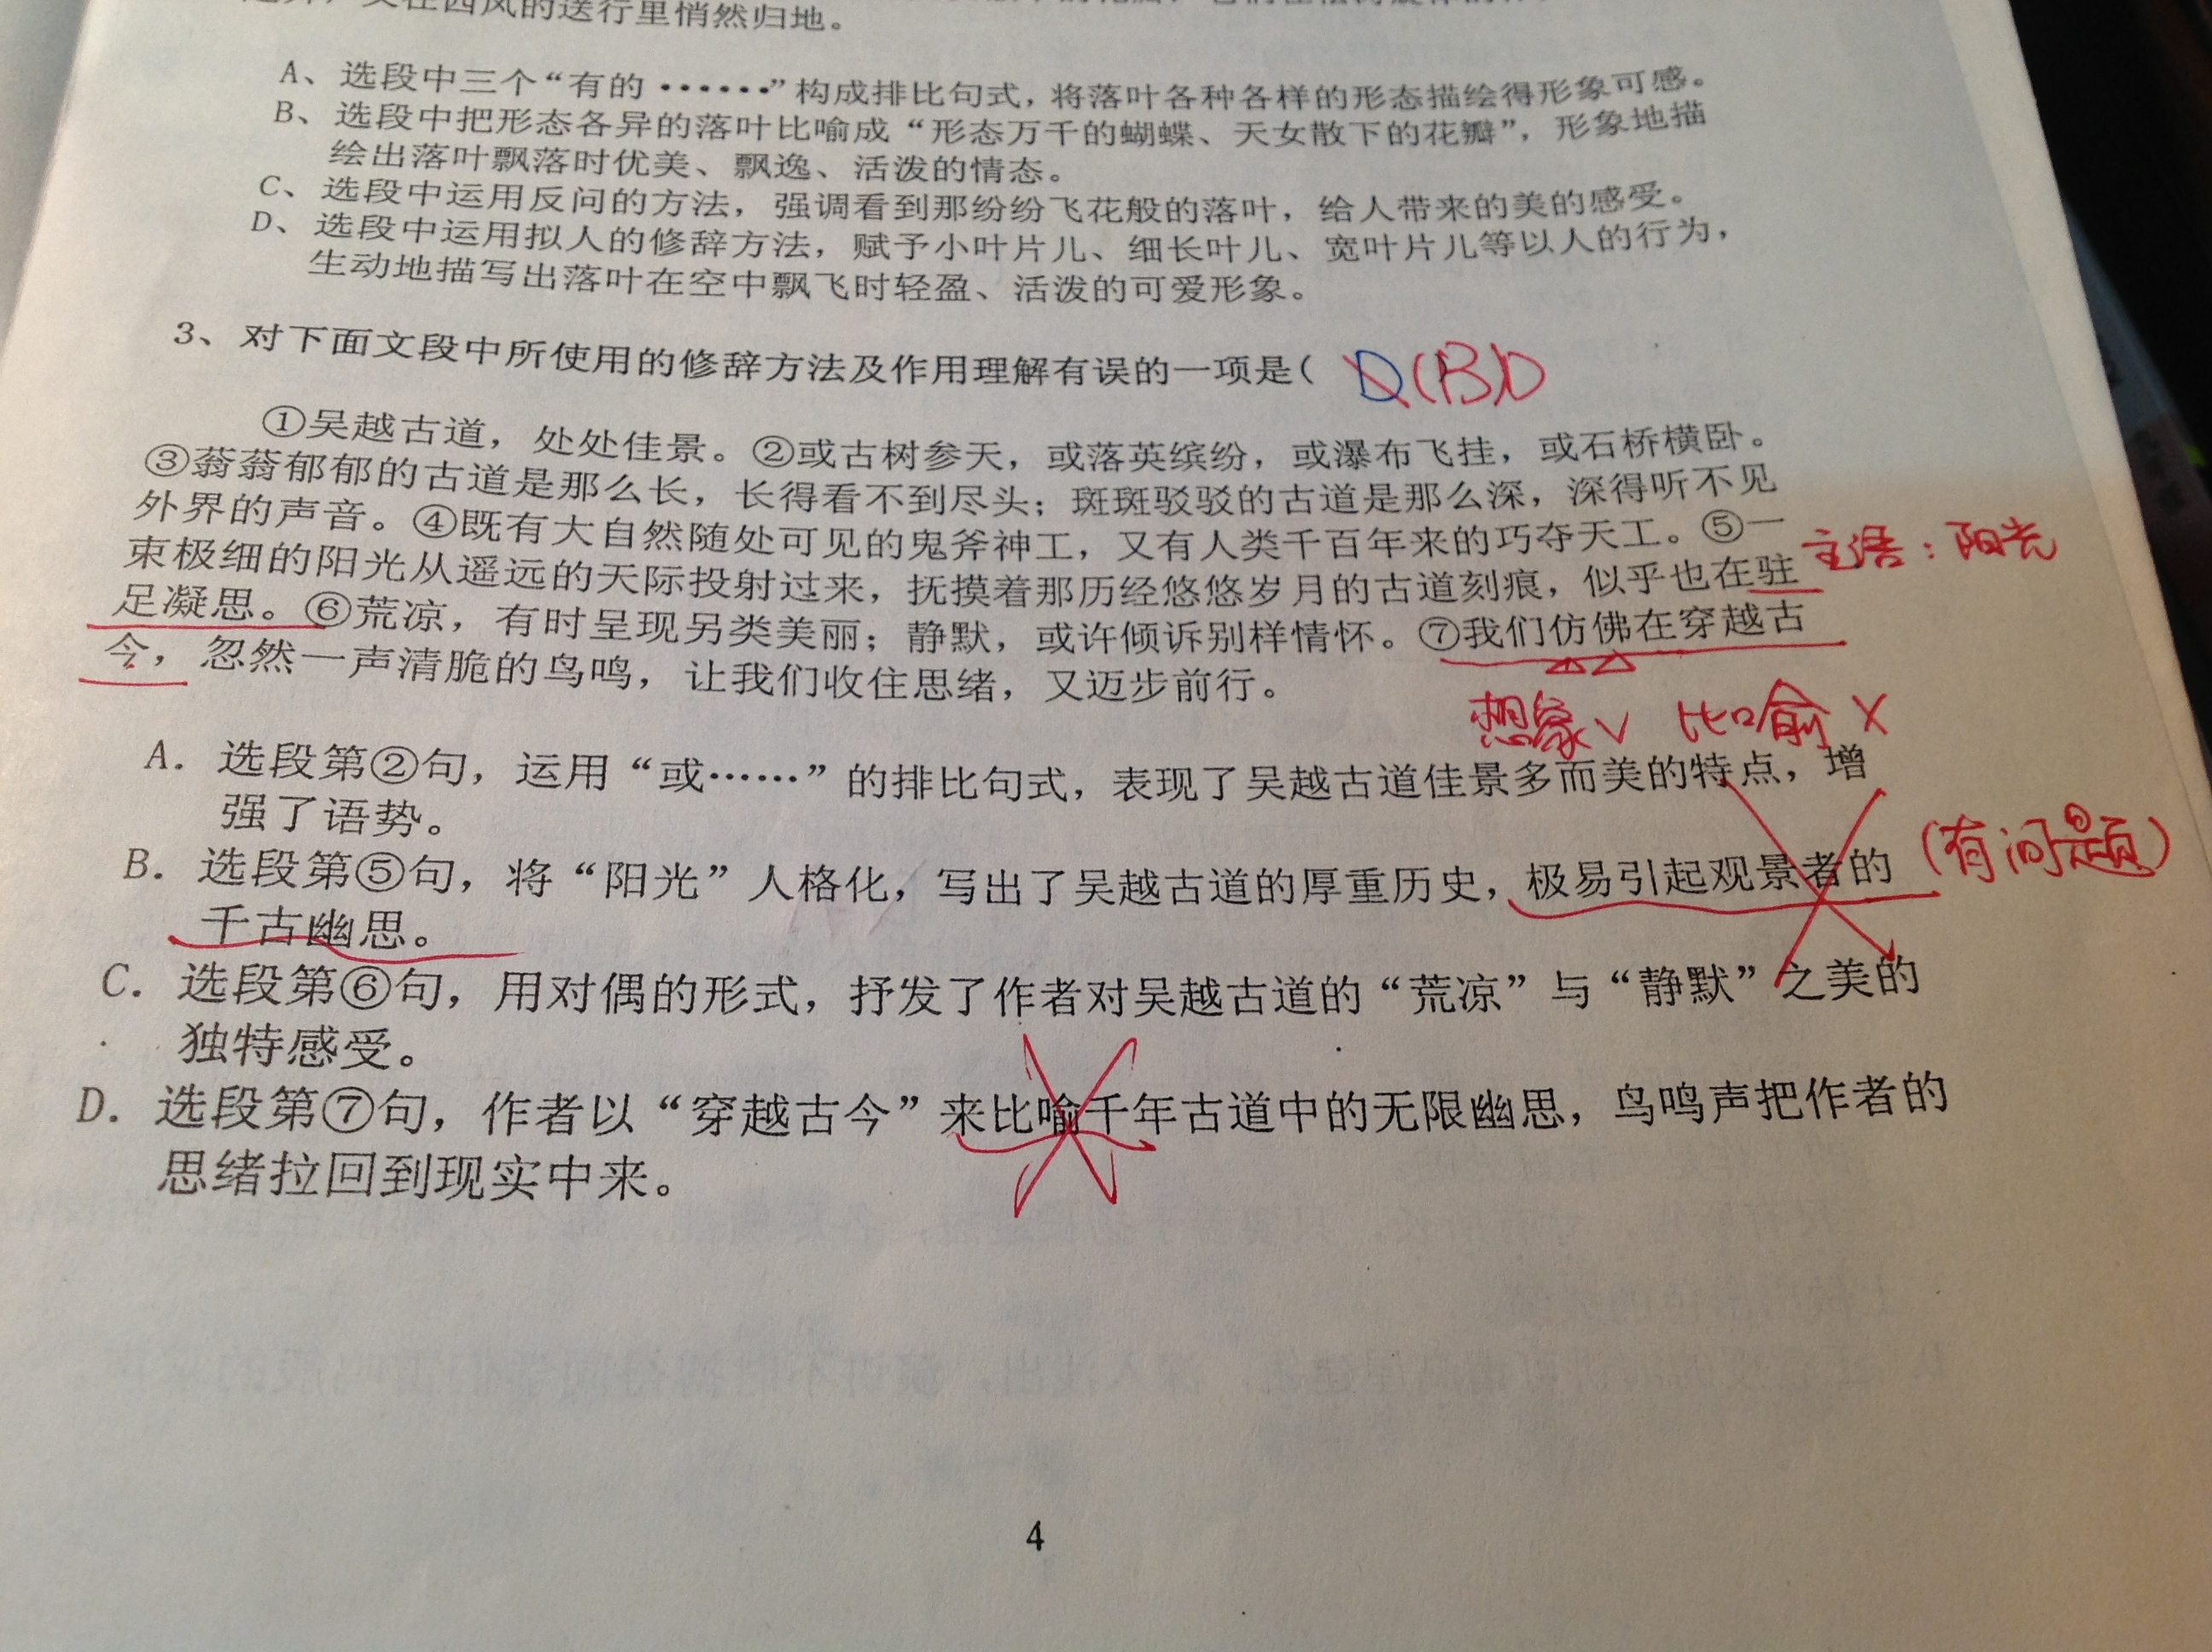 的送行里悄然归地。
A、选段中三个“有的······”构成排比句式，将落叶各种各样的形态描绘得形象可感。
B、选段中把形态各异的落叶比喻成“形态万千的蝴蝶、天女散下的花瓣”，形象地描
绘出落叶飘落时优美、飘逸、活泼的情态。
C、选段中运用反问的方法，强调看到那纷纷飞花般的落叶，给人带来的美的感受。
D、选段中运用拟人的修辞方法，赋予小叶片儿、细长叶儿、宽叶片儿等以人的行为，
生动地描写出落叶在空中飘飞时轻盈、活泼的可爱形象。
3、对下面文段中所使用的修辞方法及作用理解有误的一项是( D(B)D
①吴越古道，处处佳景。②或古树参天，或落英缤纷，或瀑布飞挂，或石桥横卧。
③蓊蓊郁郁的古道是那么长，长得看不到尽头；斑斑驳驳的古道是那么深，深得听不见
外界的声音。④既有大自然随处可见的鬼斧神工，又有人类千百年来的巧夺天工。⑤一
束极细的阳光从遥远的天际投射过来，抚摸着那历经悠悠岁月的古道刻痕，似乎也在驻
主语：阳光
足凝思。⑥荒凉，有时呈现另类美丽；静默，或许倾诉别样情怀。⑦我们仿佛在穿越古
今，忽然一声清脆的鸟鸣，让我们收住思绪，又迈步前行。
想象√ 比喻 X
A. 选段第②句，运用“或······”的排比句式，表现了吴越古道佳景多而美的特点，增
强了语势。
B. 选段第⑤句，将“阳光”人格化，写出了吴越古道的厚重历史，极易引起观景者的
(有问题)
千古幽思。
C. 选段第⑥句，用对偶的形式，抒发了作者对吴越古道的“荒凉”与“静默”之美的
独特感受。
D. 选段第⑦句，作者以“穿越古今”来比喻千年古道中的无限幽思，鸟鸣声把作者的
思绪拉回到现实中来。
4